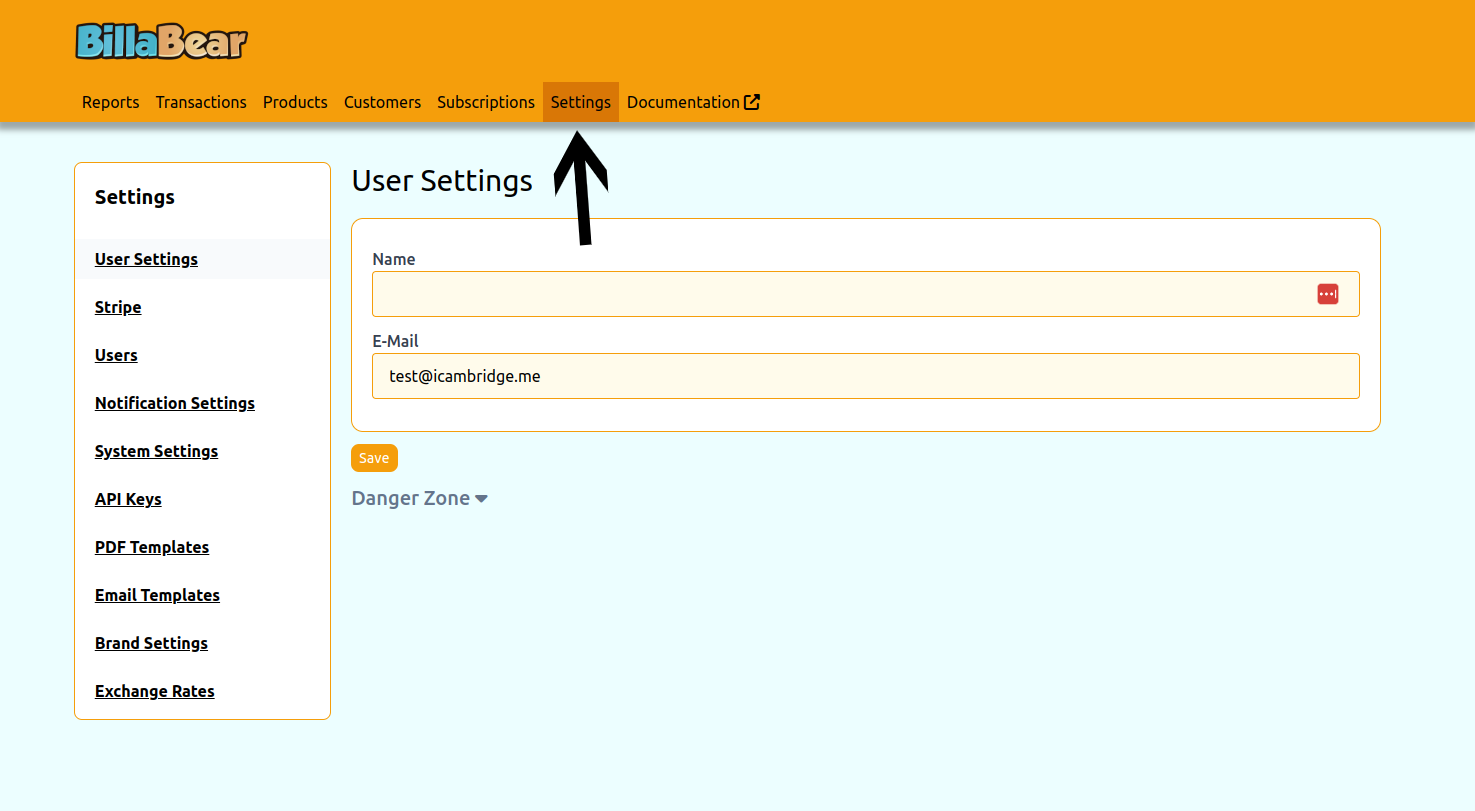 BillaBear
Reports Transactions Products Customers Subscriptions Settings Documentation
Settings
User Settings
Stripe
Users
Notification Settings
System Settings
API Keys
PDF Templates
Email Templates
Brand Settings
Exchange Rates
User Settings
Name
E-Mail
test@icambridge.me
Save
Danger Zone